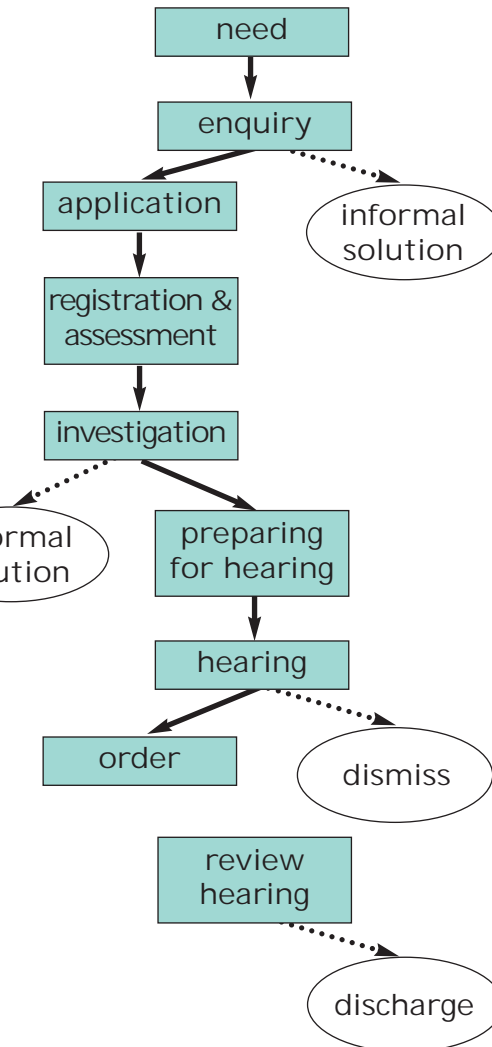 need
enquiry
application
informal
solution
registration &
assessment
investigation
preparing
for hearing
hearing
order
dismiss
review
hearing
discharge